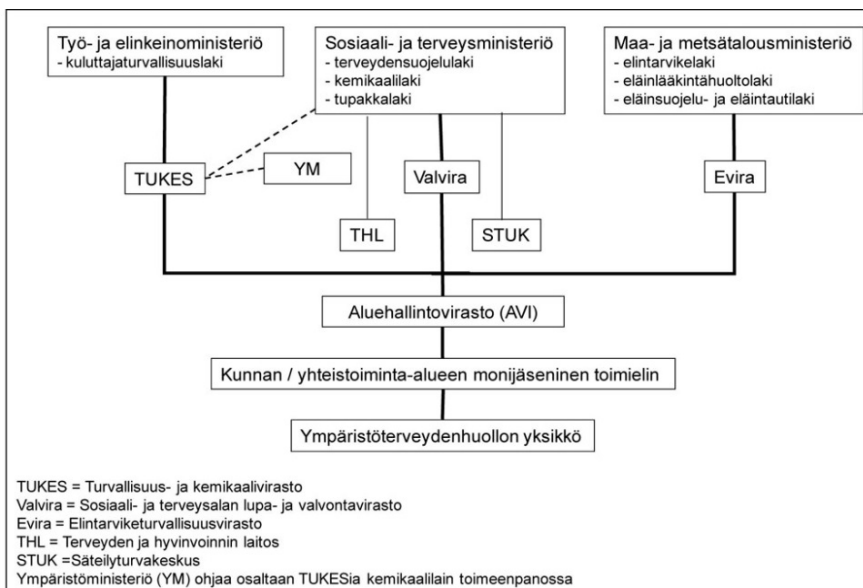 Työ- ja elinkeinoministeriö
- kuluttajaturvallisuuslaki
Sosiaali- ja terveysministeriö
- terveydensuojelulaki
- kemikaalilaki
- tupakkalaki
Maa- ja metsätalousministeriö
- elintarvikelaki
- eläinlääkintähuoltolaki
- eläinsuojelu- ja eläintautilaki
TUKES
YM
Valvira
Evira
THL
STUK
Aluehallintovirasto (AVI)
Kunnan / yhteistoiminta-alueen monijäseninen toimielin
Ympäristöterveydenhuollon yksikkö
TUKES = Turvallisuus- ja kemikaalivirasto
Valvira = Sosiaali- ja terveysalan lupa- ja valvontavirasto
Evira = Elintarviketurvallisuusvirasto
THL = Terveyden ja hyvinvoinnin laitos
STUK =Säteilyturvakeskus
Ympäristöministeriö (YM) ohjaa osaltaan TUKESia kemikaalilain toimeenpanossa